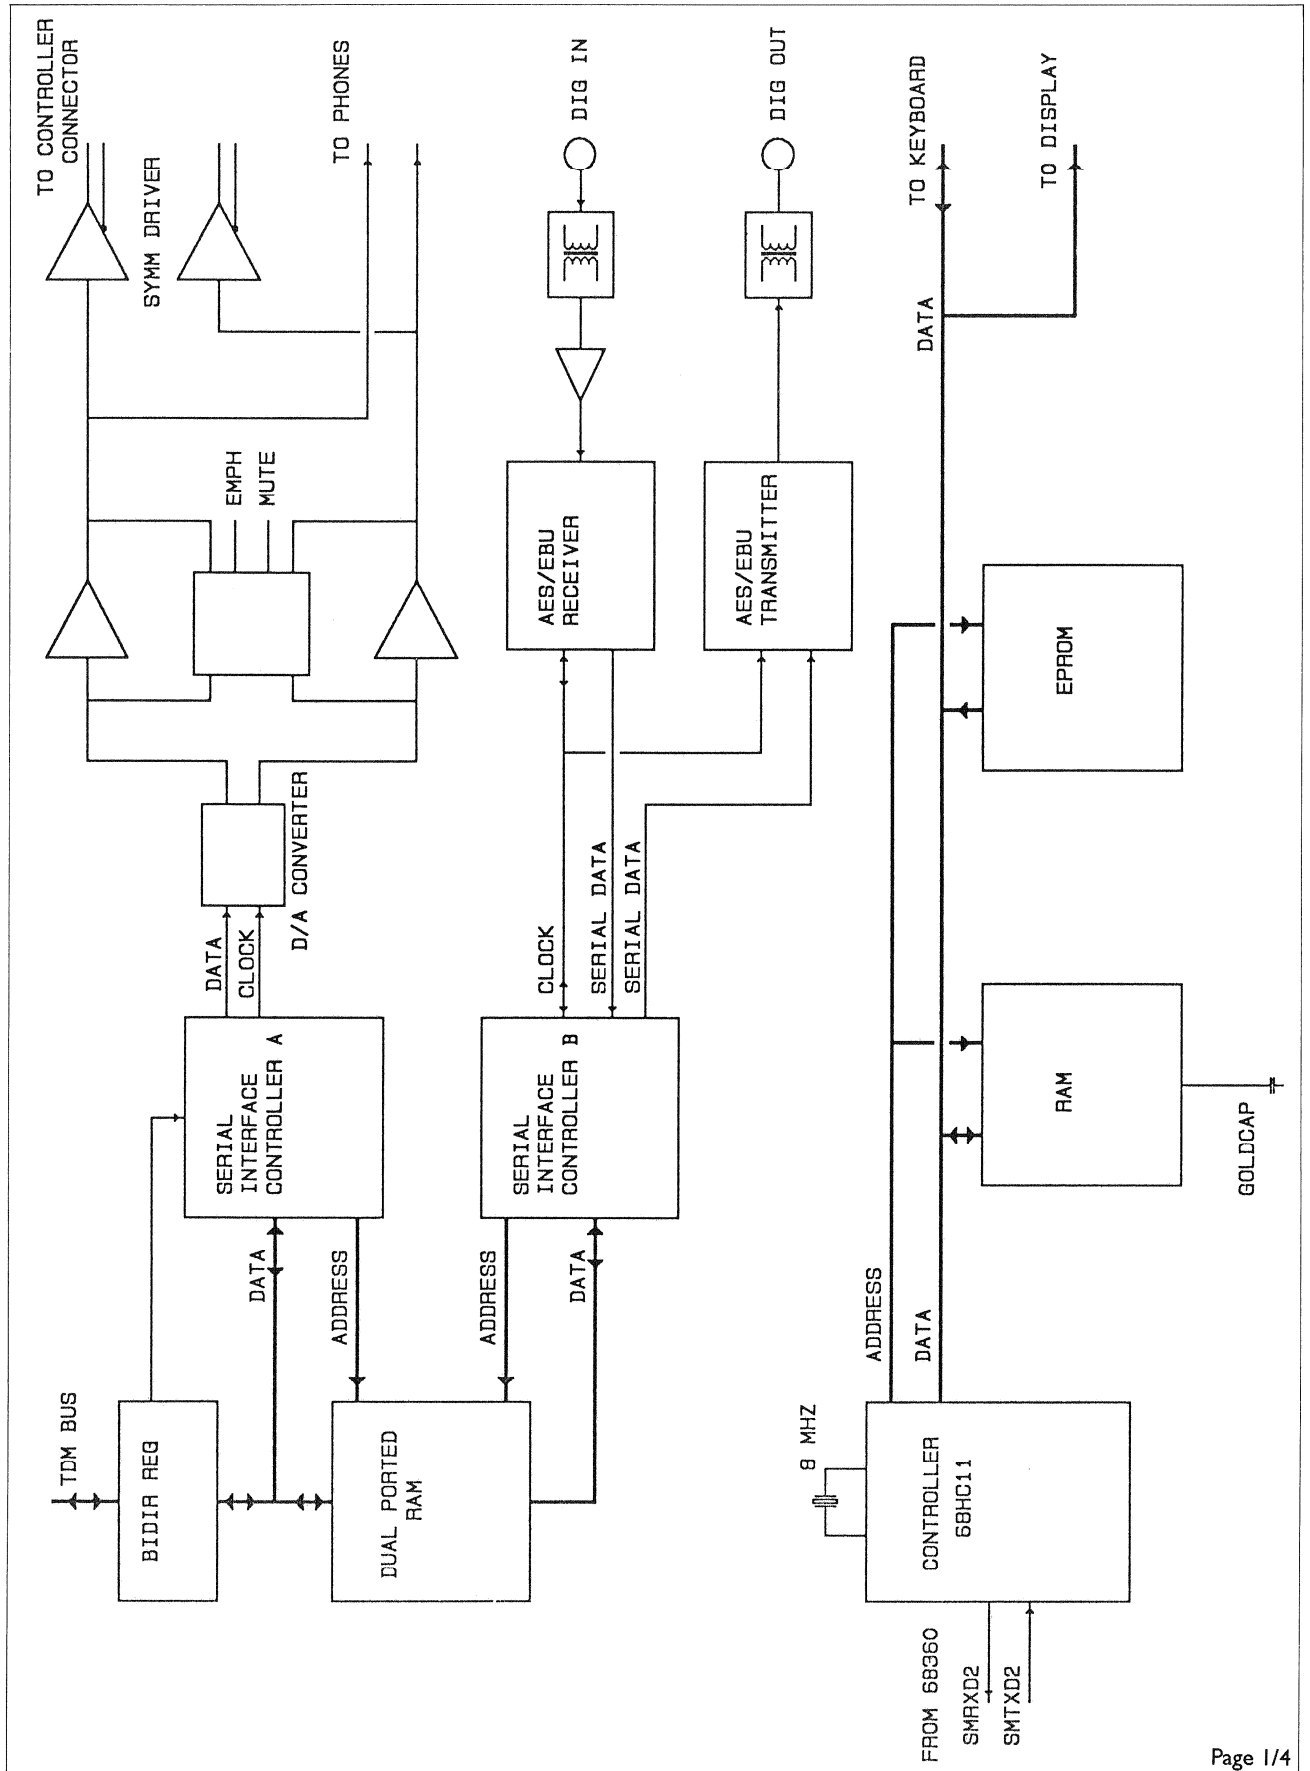 TDM BUS
BIDIR REG
DUAL PORTED
RAM
DATA
ADDRESS
ADDRESS
DATA
SERIAL
INTERFACE
CONTROLLER A
SERIAL
INTERFACE
CONTROLLER B
DATA
CLOCK
D/A CONVERTER
CLOCK
SERIAL DATA
SERIAL DATA
EMPH
MUTE
AES/EBU
RECEIVER
AES/EBU
TRANSMITTER
TO CONTROLLER
CONNECTOR
SYMM DRIVER
TO PHONES
DIG IN
DIG OUT
FROM 68360
SMRXD2
SMTXD2
8 MHZ
CONTROLLER
68HC11
ADDRESS
DATA
RAM
GOLDCAP
EPROM
DATA
TO KEYBOARD
TO DISPLAY
Page 1/4